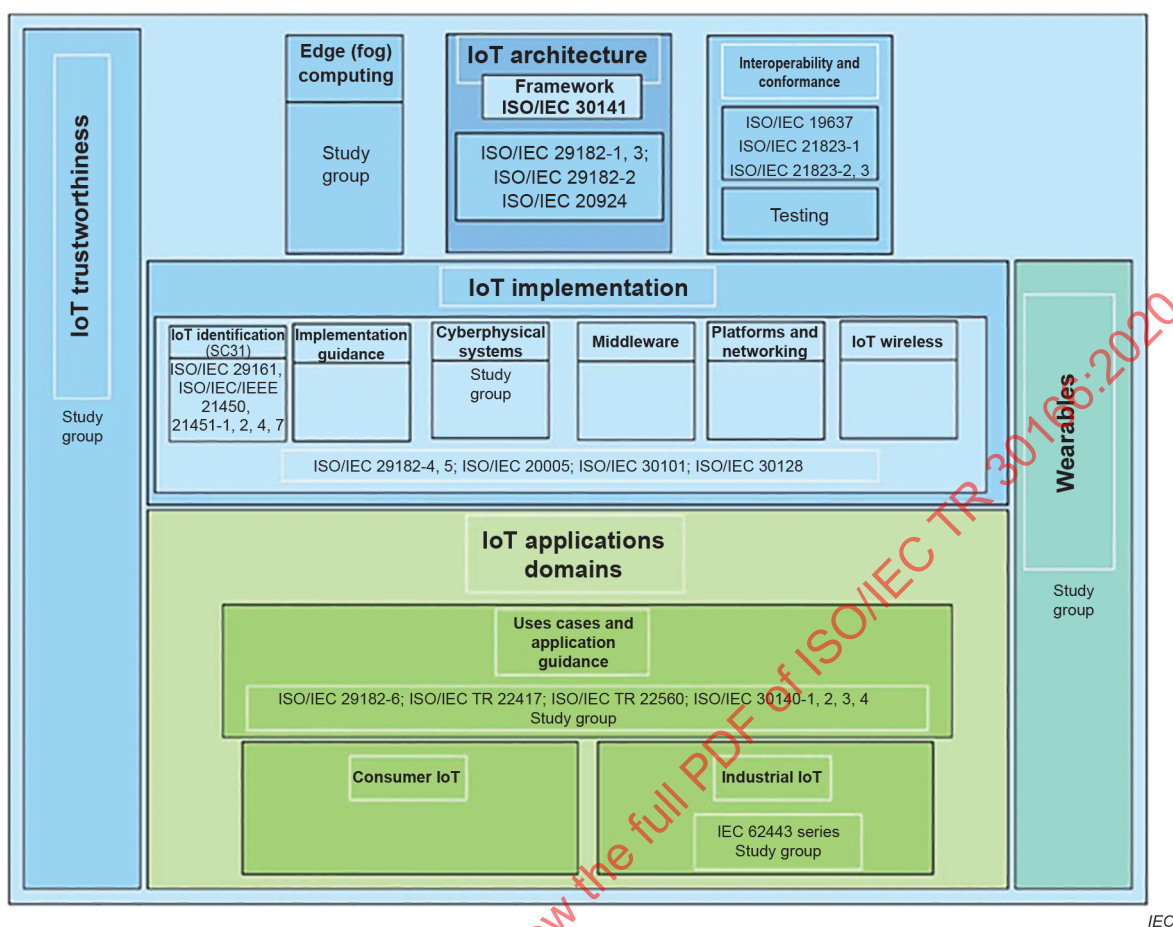 IoT trustworthiness
Study
group
Edge (fog)
computing
Study
group
IoT architecture
Framework
ISO/IEC 30141
ISO/IEC 29182-1, 3;
ISO/IEC 29182-2
ISO/IEC 20924
Interoperability and
conformance
ISO/IEC 19637
ISO/IEC 21823-1
ISO/IEC 21823-2, 3
Testing
IoT implementation
IoT identification
(SC31)
ISO/IEC 29161,
ISO/IEC/IEEE
21450,
21451-1, 2, 4, 7
Implementation
guidance
Cyberphysical
systems
Study
group
Middleware
Platforms and
networking
IoT wireless
ISO/IEC 29182-4, 5; ISO/IEC 20005; ISO/IEC 30101; ISO/IEC 30128
Wearables
Study
group
IoT applications
domains
Uses cases and
application
guidance
ISO/IEC 29182-6; ISO/IEC TR 22417; ISO/IEC TR 22560; ISO/IEC 30140-1, 2, 3, 4
Study group
Consumer IoT
Industrial IoT
IEC 62443 series
Study group
IEC
the full PDF of ISO/IEC TR 30166:2020